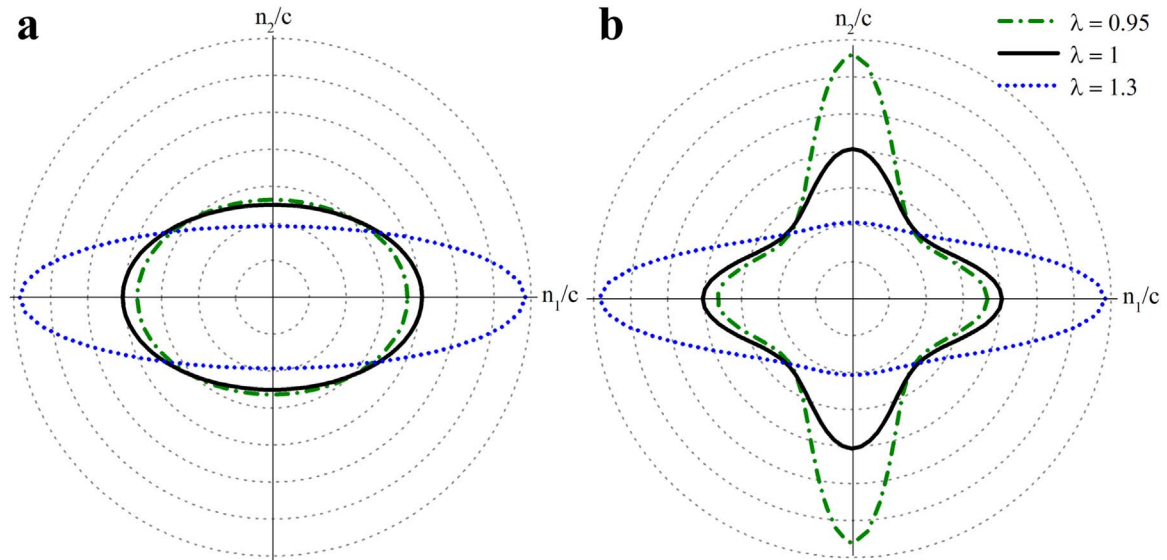 a
n₂/c
n₁/c
b
n₂/c
n₁/c
λ = 0.95
λ = 1
λ = 1.3